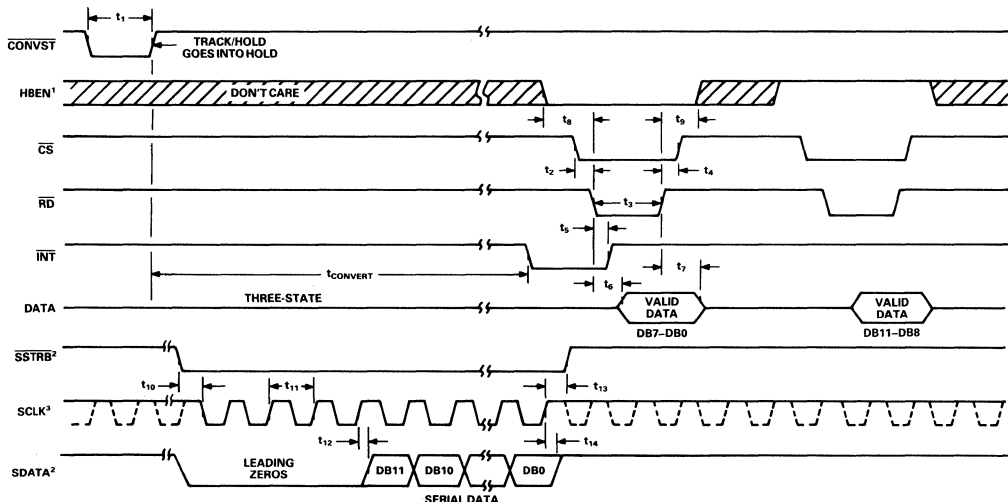 t1
CONVST
TRACK/HOLD
GOES INTO HOLD
HBEN1
DON'T CARE
t8
t9
CS
t2
t4
RD
t3
t5
INT
tCONVERT
t7
t6
DATA
THREE-STATE
VALID
DATA
VALID
DATA
DB7–DB0
DB11–DB8
SSTRB2
t10
t11
t13
SCLK3
t12
t14
SDATA2
LEADING
ZEROS
DB11
DB10
DB0
SERIAL DATA